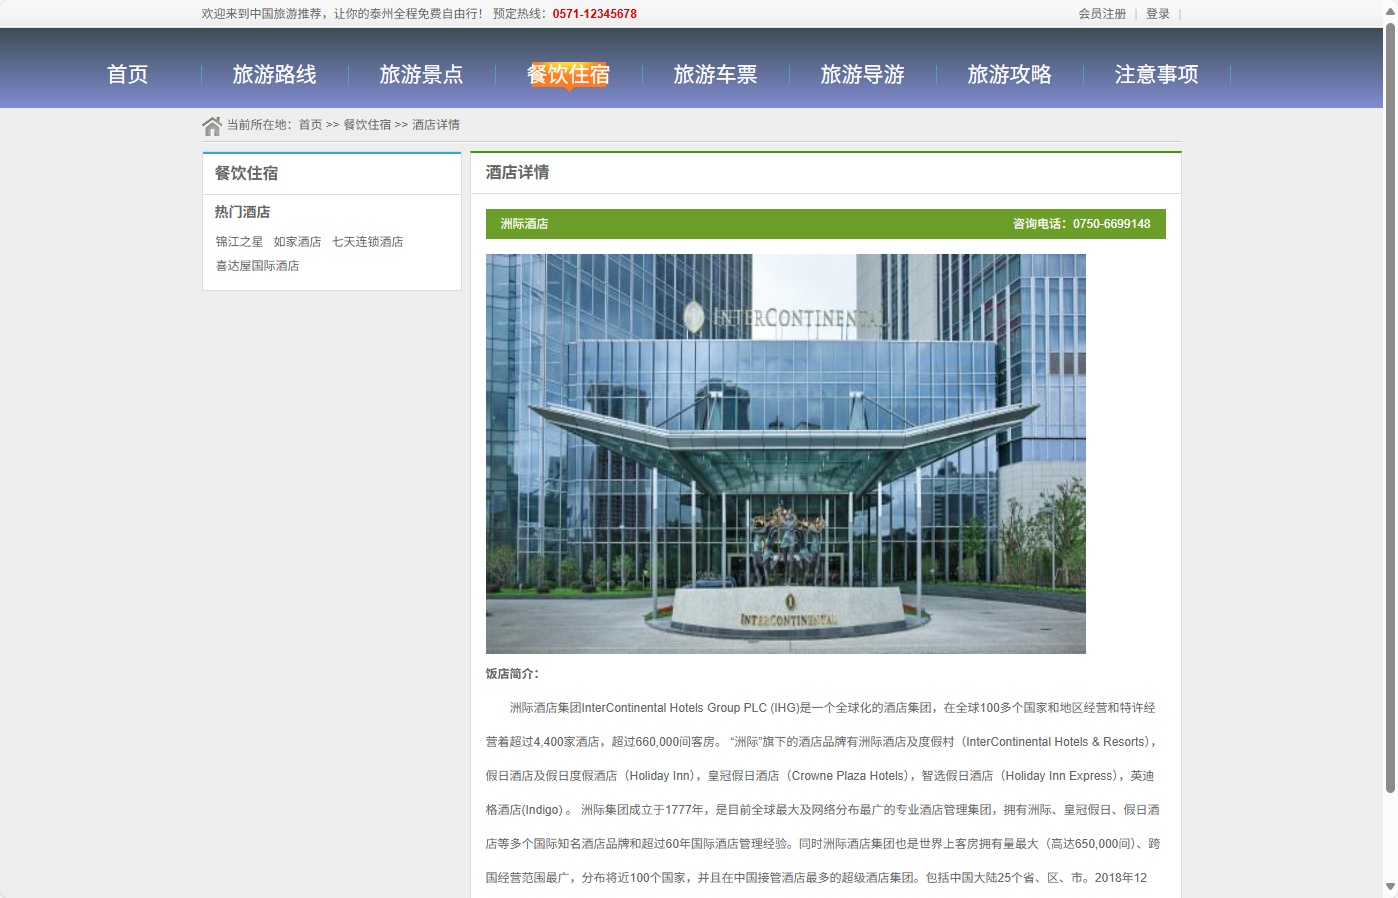 欢迎来到中国旅游推荐，让你的泰州全程免费自由行！ 预定热线：0571-12345678
会员注册 | 登录 |
首页 旅游路线 旅游景点 餐饮住宿 旅游车票 旅游导游 旅游攻略 注意事项
当前所在地：首页 >> 餐饮住宿 >> 酒店详情
餐饮住宿
热门酒店
锦江之星 如家酒店 七天连锁酒店
喜达屋国际酒店
酒店详情
洲际酒店 咨询电话：0750-6699148
INTERCONTINENTAL
INTERCONTINENTAL
饭店简介：
洲际酒店集团InterContinental Hotels Group PLC (IHG)是一个全球化的酒店集团，在全球100多个国家和地区经营和特许经
营着超过4,400家酒店，超过660,000间客房。 “洲际”旗下的酒店品牌有洲际酒店及度假村（InterContinental Hotels & Resorts），
假日酒店及假日度假酒店（Holiday Inn），皇冠假日酒店（Crowne Plaza Hotels），智选假日酒店（Holiday Inn Express），英迪
格酒店(Indigo) 。 洲际集团成立于1777年，是目前全球最大及网络分布最广的专业酒店管理集团，拥有洲际、皇冠假日、假日酒
店等多个国际知名酒店品牌和超过60年国际酒店管理经验。同时洲际酒店集团也是世界上客房拥有量最大（高达650,000间）、跨
国经营范围最广，分布将近100个国家，并且在中国接管酒店最多的超级酒店集团。包括中国大陆25个省、区、市。2018年12